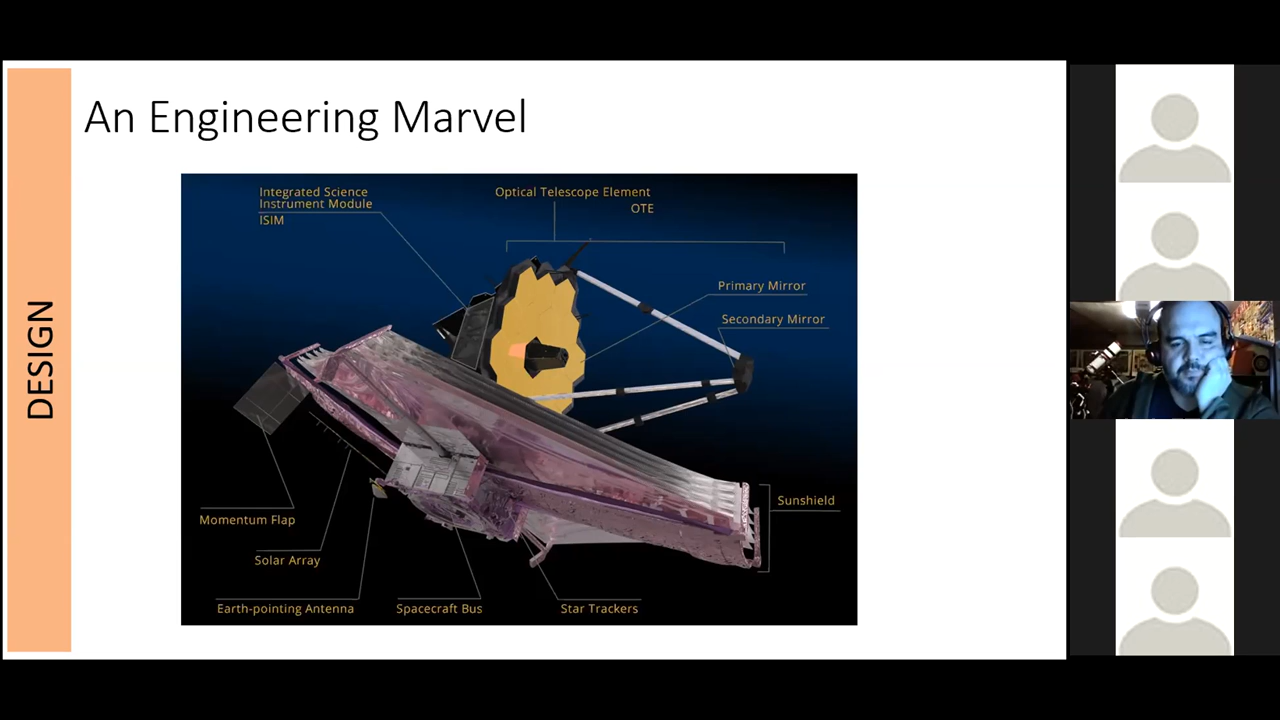 An Engineering Marvel
DESIGN
Integrated Science
Instrument Module
ISIM
Optical Telescope Element
OTE
Primary Mirror
Secondary Mirror
Sunshield
Momentum Flap
Solar Array
Earth-pointing Antenna
Spacecraft Bus
Star Trackers